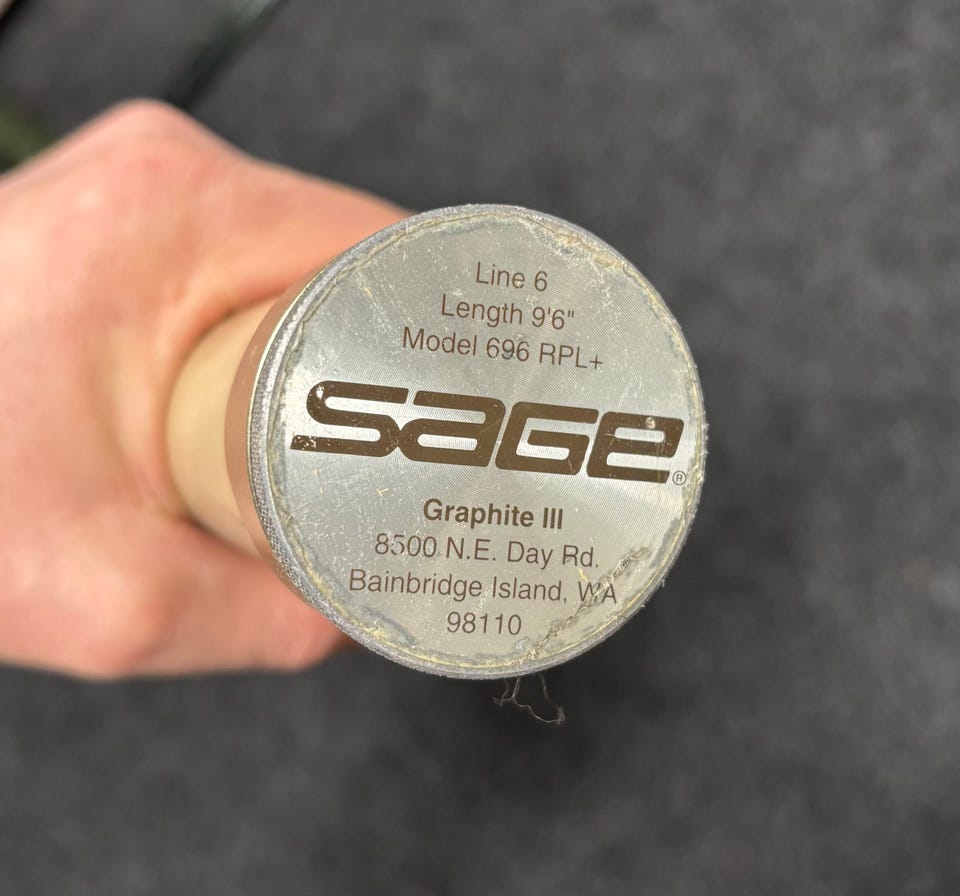 Line 6
Length 9'6"
Model 696 RPL+
SAGE®
Graphite III
8500 N.E. Day Rd.
Bainbridge Island, WA
98110